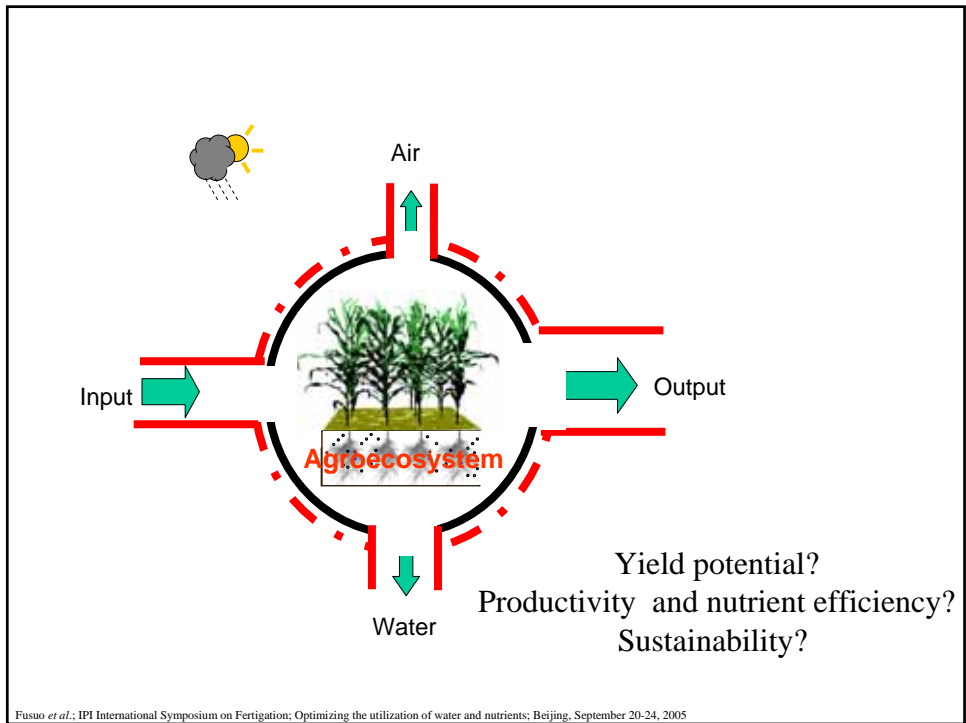 Air
Input
Output
Agroecosystem
Water
Yield potential?
Productivity and nutrient efficiency?
Sustainability?
Fusuo et al.; IPI International Symposium on Fertigation; Optimizing the utilization of water and nutrients; Beijing, September 20-24, 2005